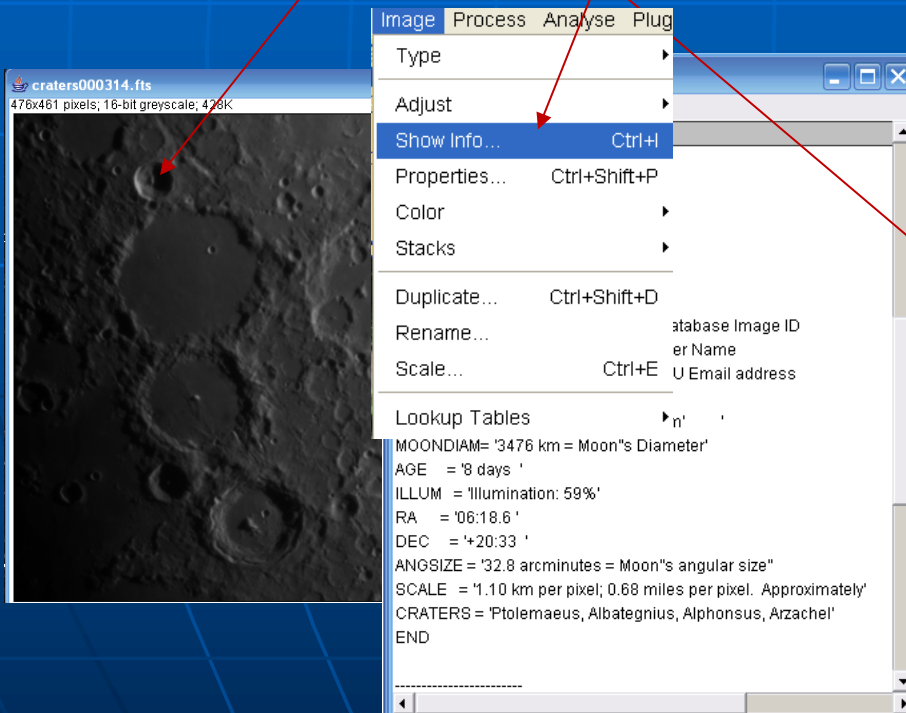 Image Process Analyse Plug
Type
Adjust
Show Info... Ctrl+I
Properties... Ctrl+Shift+P
Color
Stacks
Duplicate... Ctrl+Shift+D
Rename...
Scale... Ctrl+E
Lookup Tables
craters000314.fts
476x461 pixels; 16-bit greyscale; 428K
atabase Image ID
er Name
U Email address
n' '
MOONDIAM= '3476 km = Moon"s Diameter'
AGE = '8 days '
ILLUM = 'Illumination: 59%'
RA = '06:18.6 '
DEC = '+20:33 '
ANGSIZE = '32.8 arcminutes = Moon"s angular size"
SCALE = '1.10 km per pixel; 0.68 miles per pixel. Approximately'
CRATERS = 'Ptolemaeus, Albategnius, Alphonsus, Arzachel'
END
-----------------------